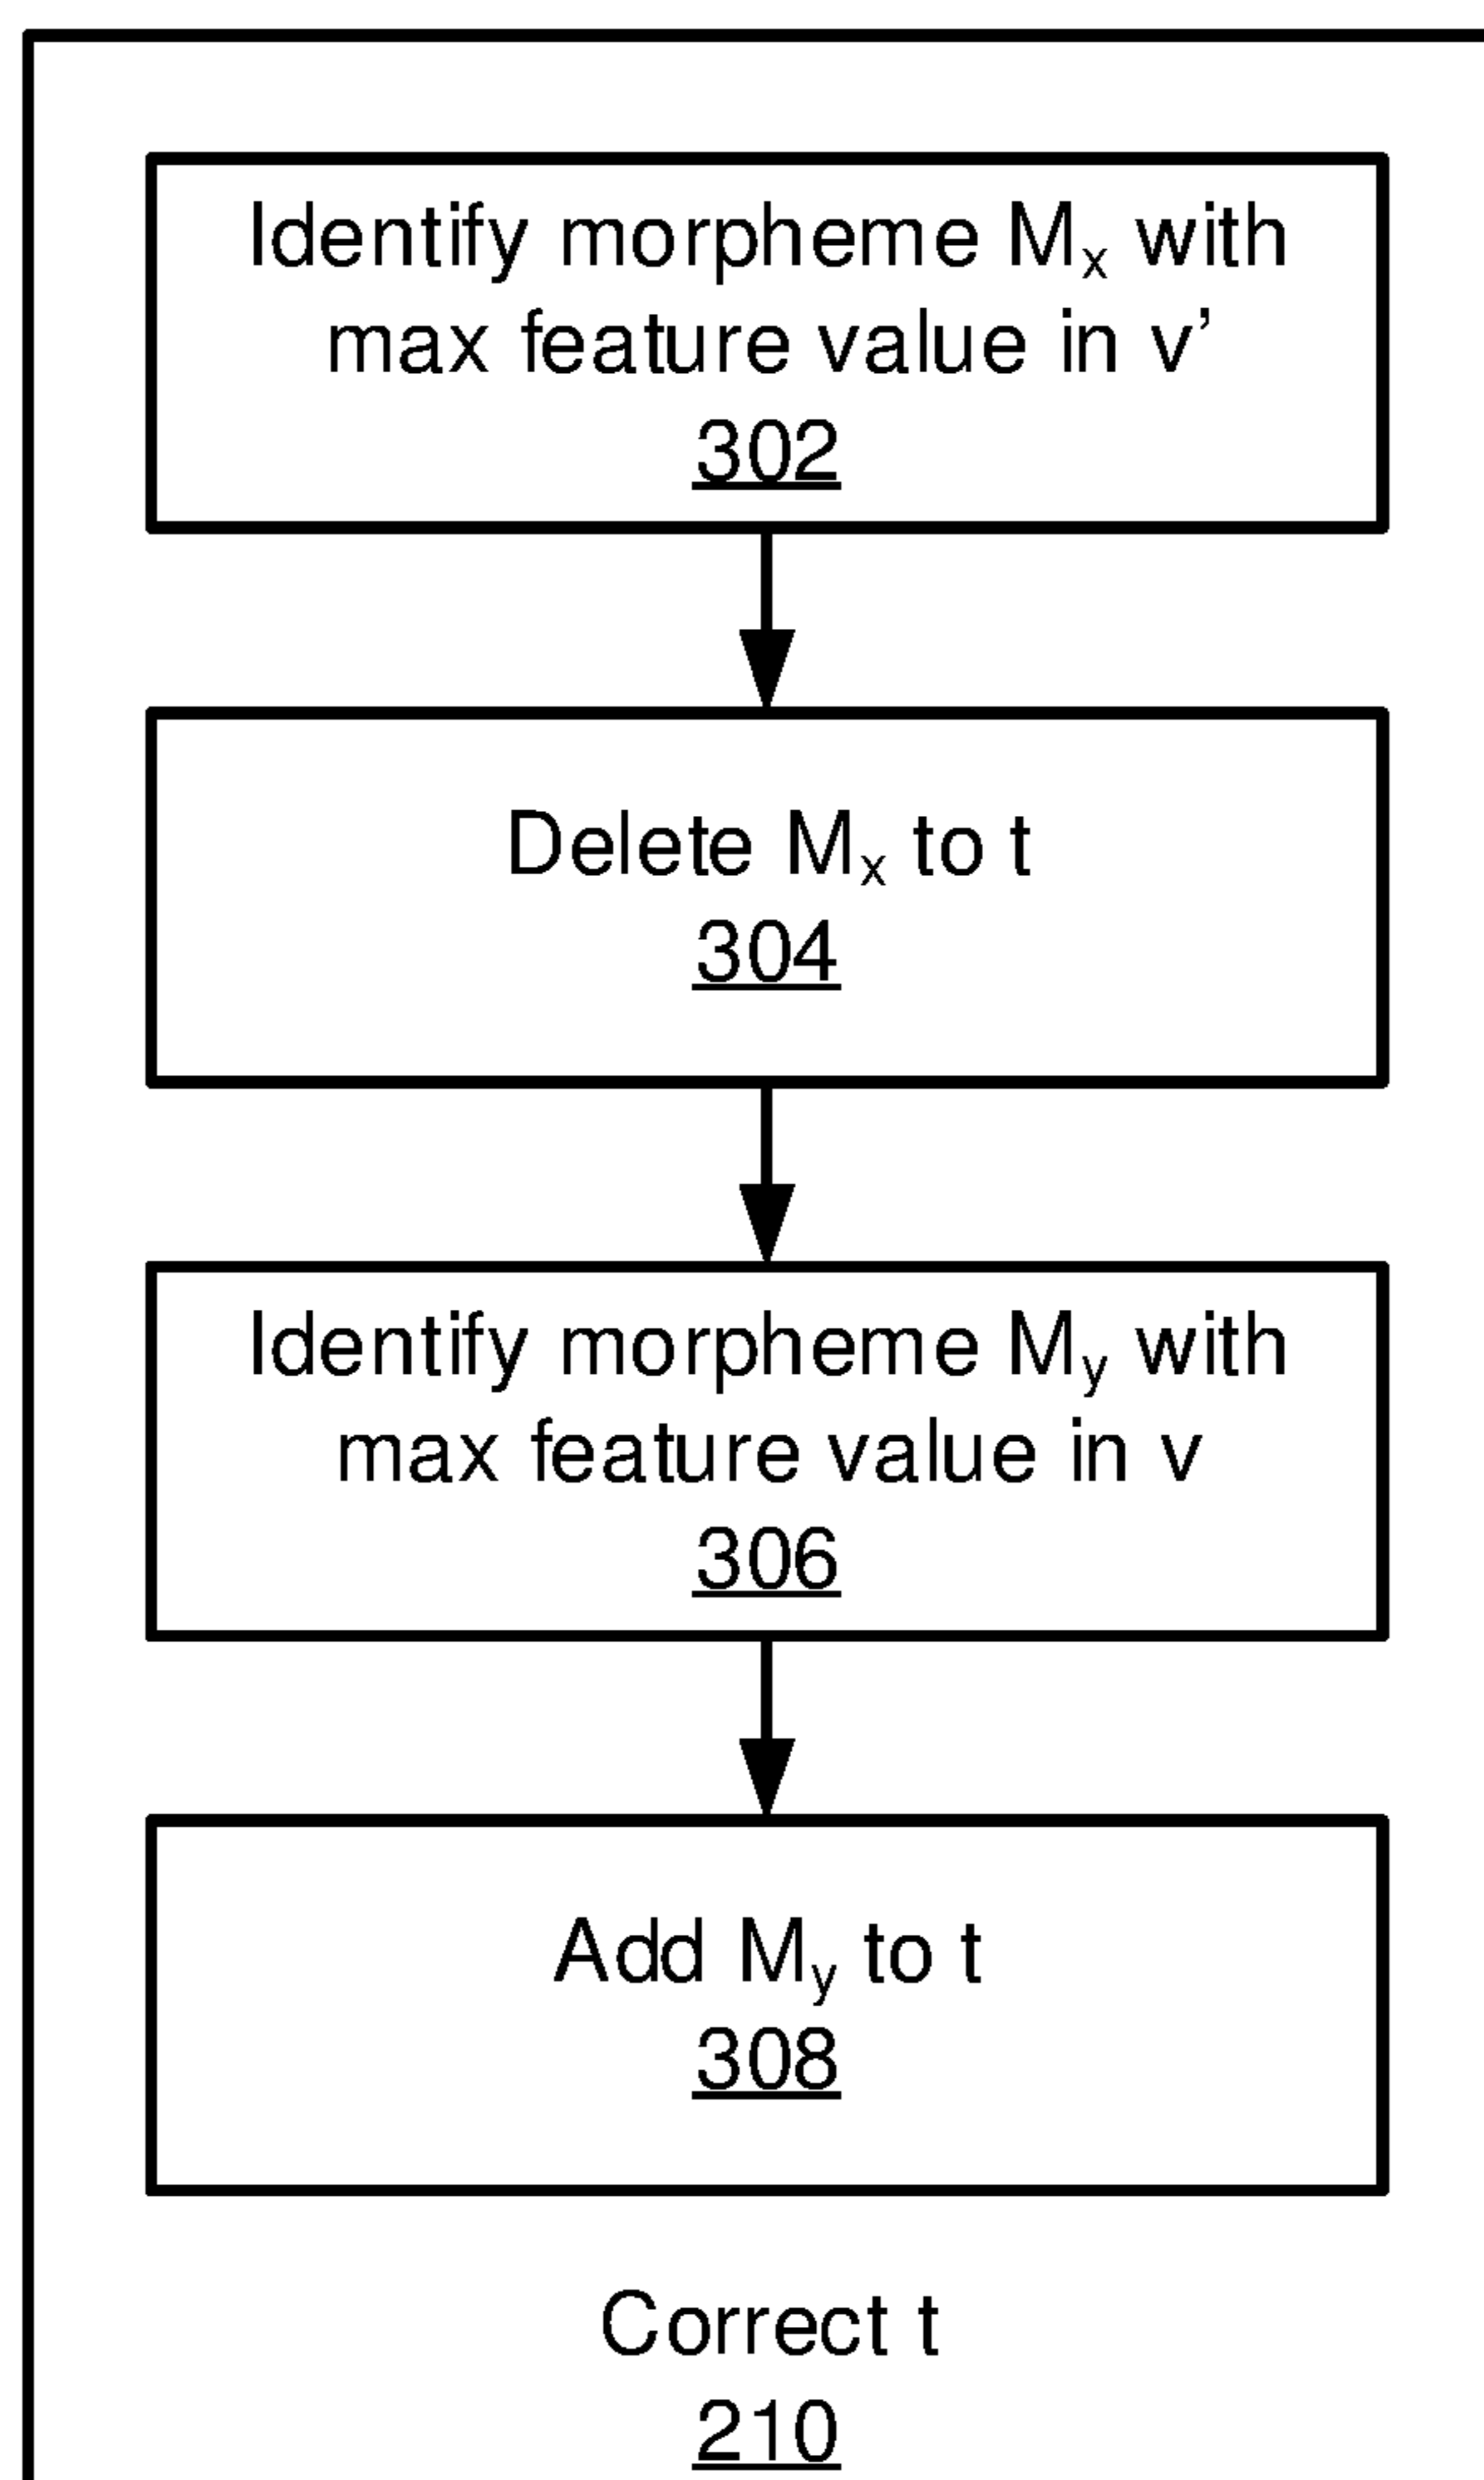 Identify morpheme Mₓ with
max feature value in v’
302
Delete Mₓ to t
304
Identify morpheme My with
max feature value in v
306
Add My to t
308
Correct t
210